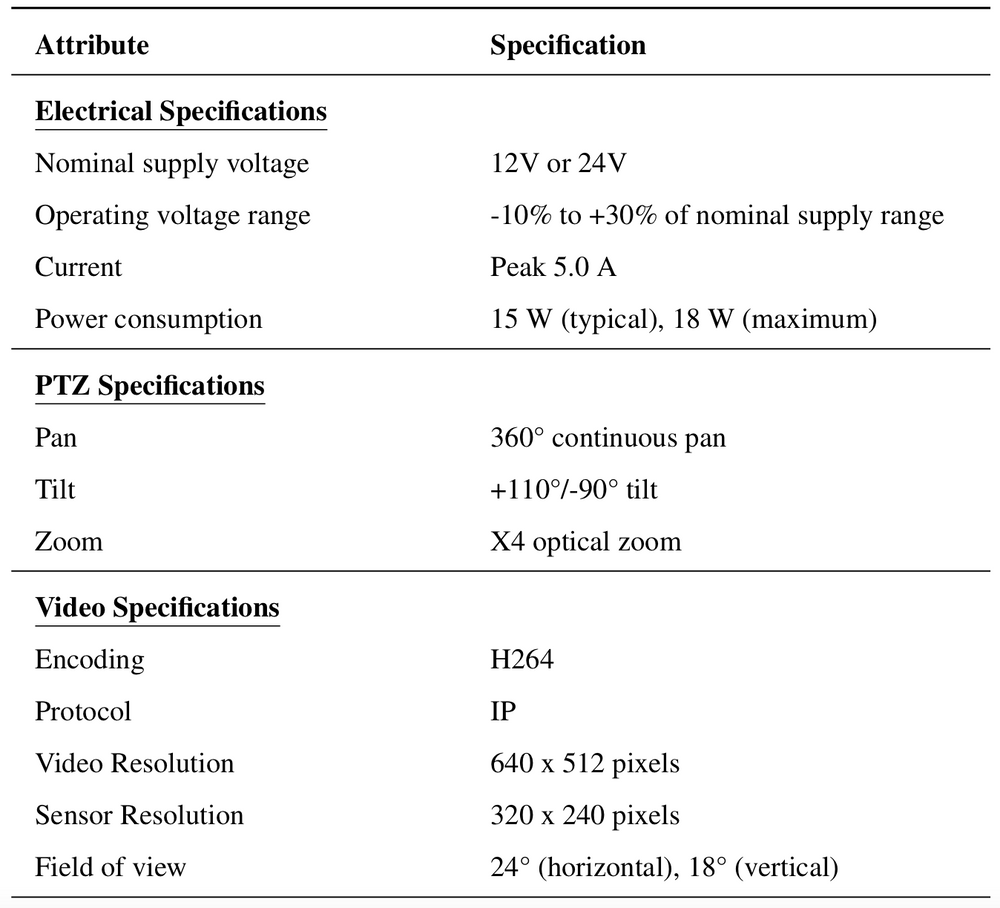 Attribute Specification
Electrical Specifications
Nominal supply voltage 12V or 24V
Operating voltage range -10% to +30% of nominal supply range
Current Peak 5.0 A
Power consumption 15 W (typical), 18 W (maximum)
PTZ Specifications
Pan 360° continuous pan
Tilt +110°/-90° tilt
Zoom X4 optical zoom
Video Specifications
Encoding H264
Protocol IP
Video Resolution 640 x 512 pixels
Sensor Resolution 320 x 240 pixels
Field of view 24° (horizontal), 18° (vertical)